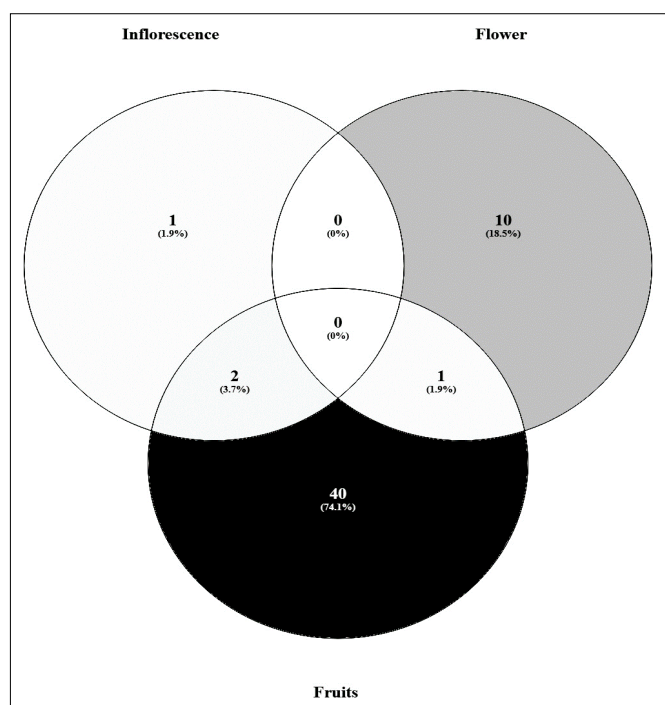 Inflorescence Flower
1 0 10
(1.9%) (0%) (18.5%)
0
(0%)
2 1
(3.7%) (1.9%)
40
(74.1%)
Fruits